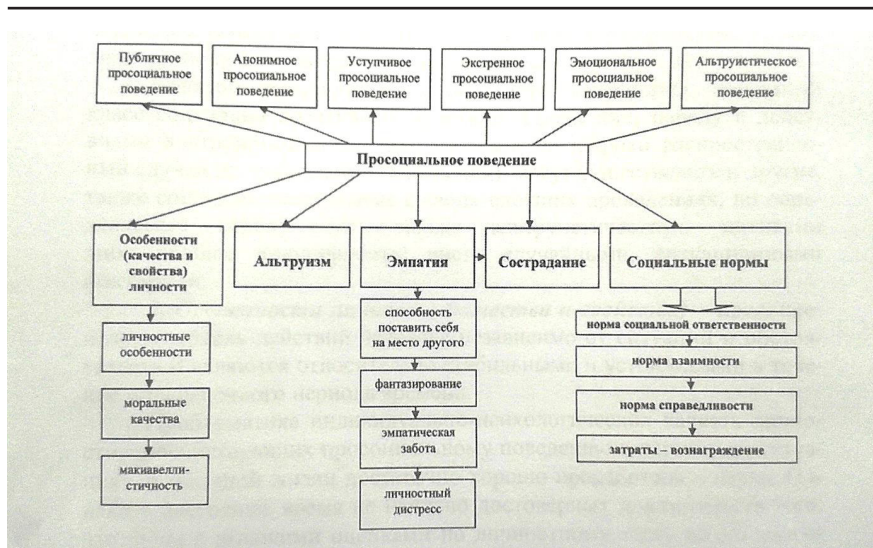 Публичное
просоциальное
поведение
Анонимное
просоциальное
поведение
Уступчивое
просоциальное
поведение
Экстренное
просоциальное
поведение
Эмоциональное
просоциальное
поведение
Альтруистическое
просоциальное
поведение
Просоциальное поведение
Особенности
(качества и
свойства)
личности
Альтруизм
Эмпатия
Сострадание
Социальные нормы
личностные
особенности
моральные
качества
макиавелли-
стичность
способность
поставить себя
на место другого
фантазирование
эмпатическая
забота
личностный
дистресс
норма социальной ответственности
норма взаимности
норма справедливости
затраты – вознаграждение